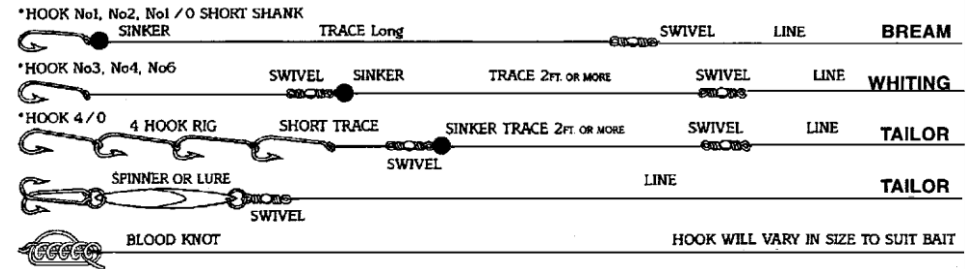 *HOOK No1, No2, No1 /0 SHORT SHANK
SINKER TRACE Long SWIVEL LINE BREAM
*HOOK No3, No4, No6
SWIVEL SINKER TRACE 2FT. OR MORE SWIVEL LINE WHITING
*HOOK 4/0
4 HOOK RIG SHORT TRACE SINKER TRACE 2FT. OR MORE SWIVEL LINE TAILOR
SWIVEL
SPINNER OR LURE LINE TAILOR
SWIVEL
BLOOD KNOT HOOK WILL VARY IN SIZE TO SUIT BAIT